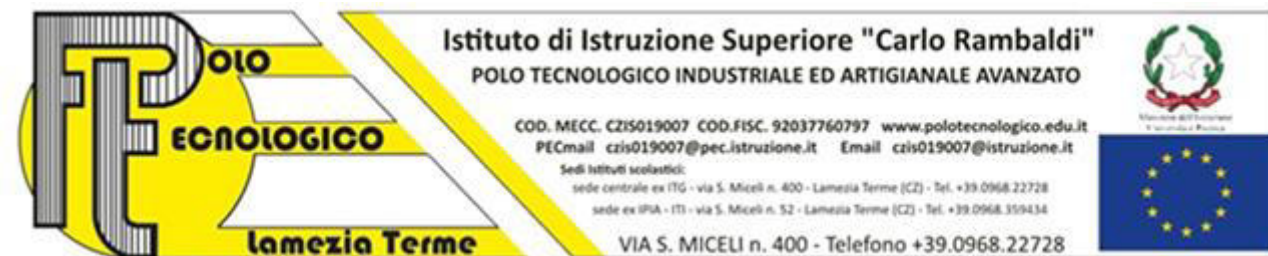 POLO
TECNOLOGICO
Lamezia Terme
Istituto di Istruzione Superiore "Carlo Rambaldi"
POLO TECNOLOGICO INDUSTRIALE ED ARTIGIANALE AVANZATO
COD. MECC. CZIS019007 COD.FISC. 92037760797 www.polotecnologico.edu.it
PECmail czis019007@pec.istruzione.it Email czis019007@istruzione.it
Sedi Istituti scolastici:
sede centrale ex ITG - via S. Miceli n. 400 - Lamezia Terme (CZ) - Tel. +39.0968.22728
sede ex IPIA - ITI - via S. Miceli n. 52 - Lamezia Terme (CZ) - Tel. +39.0968.359434
VIA S. MICELI n. 400 - Telefono +39.0968.22728